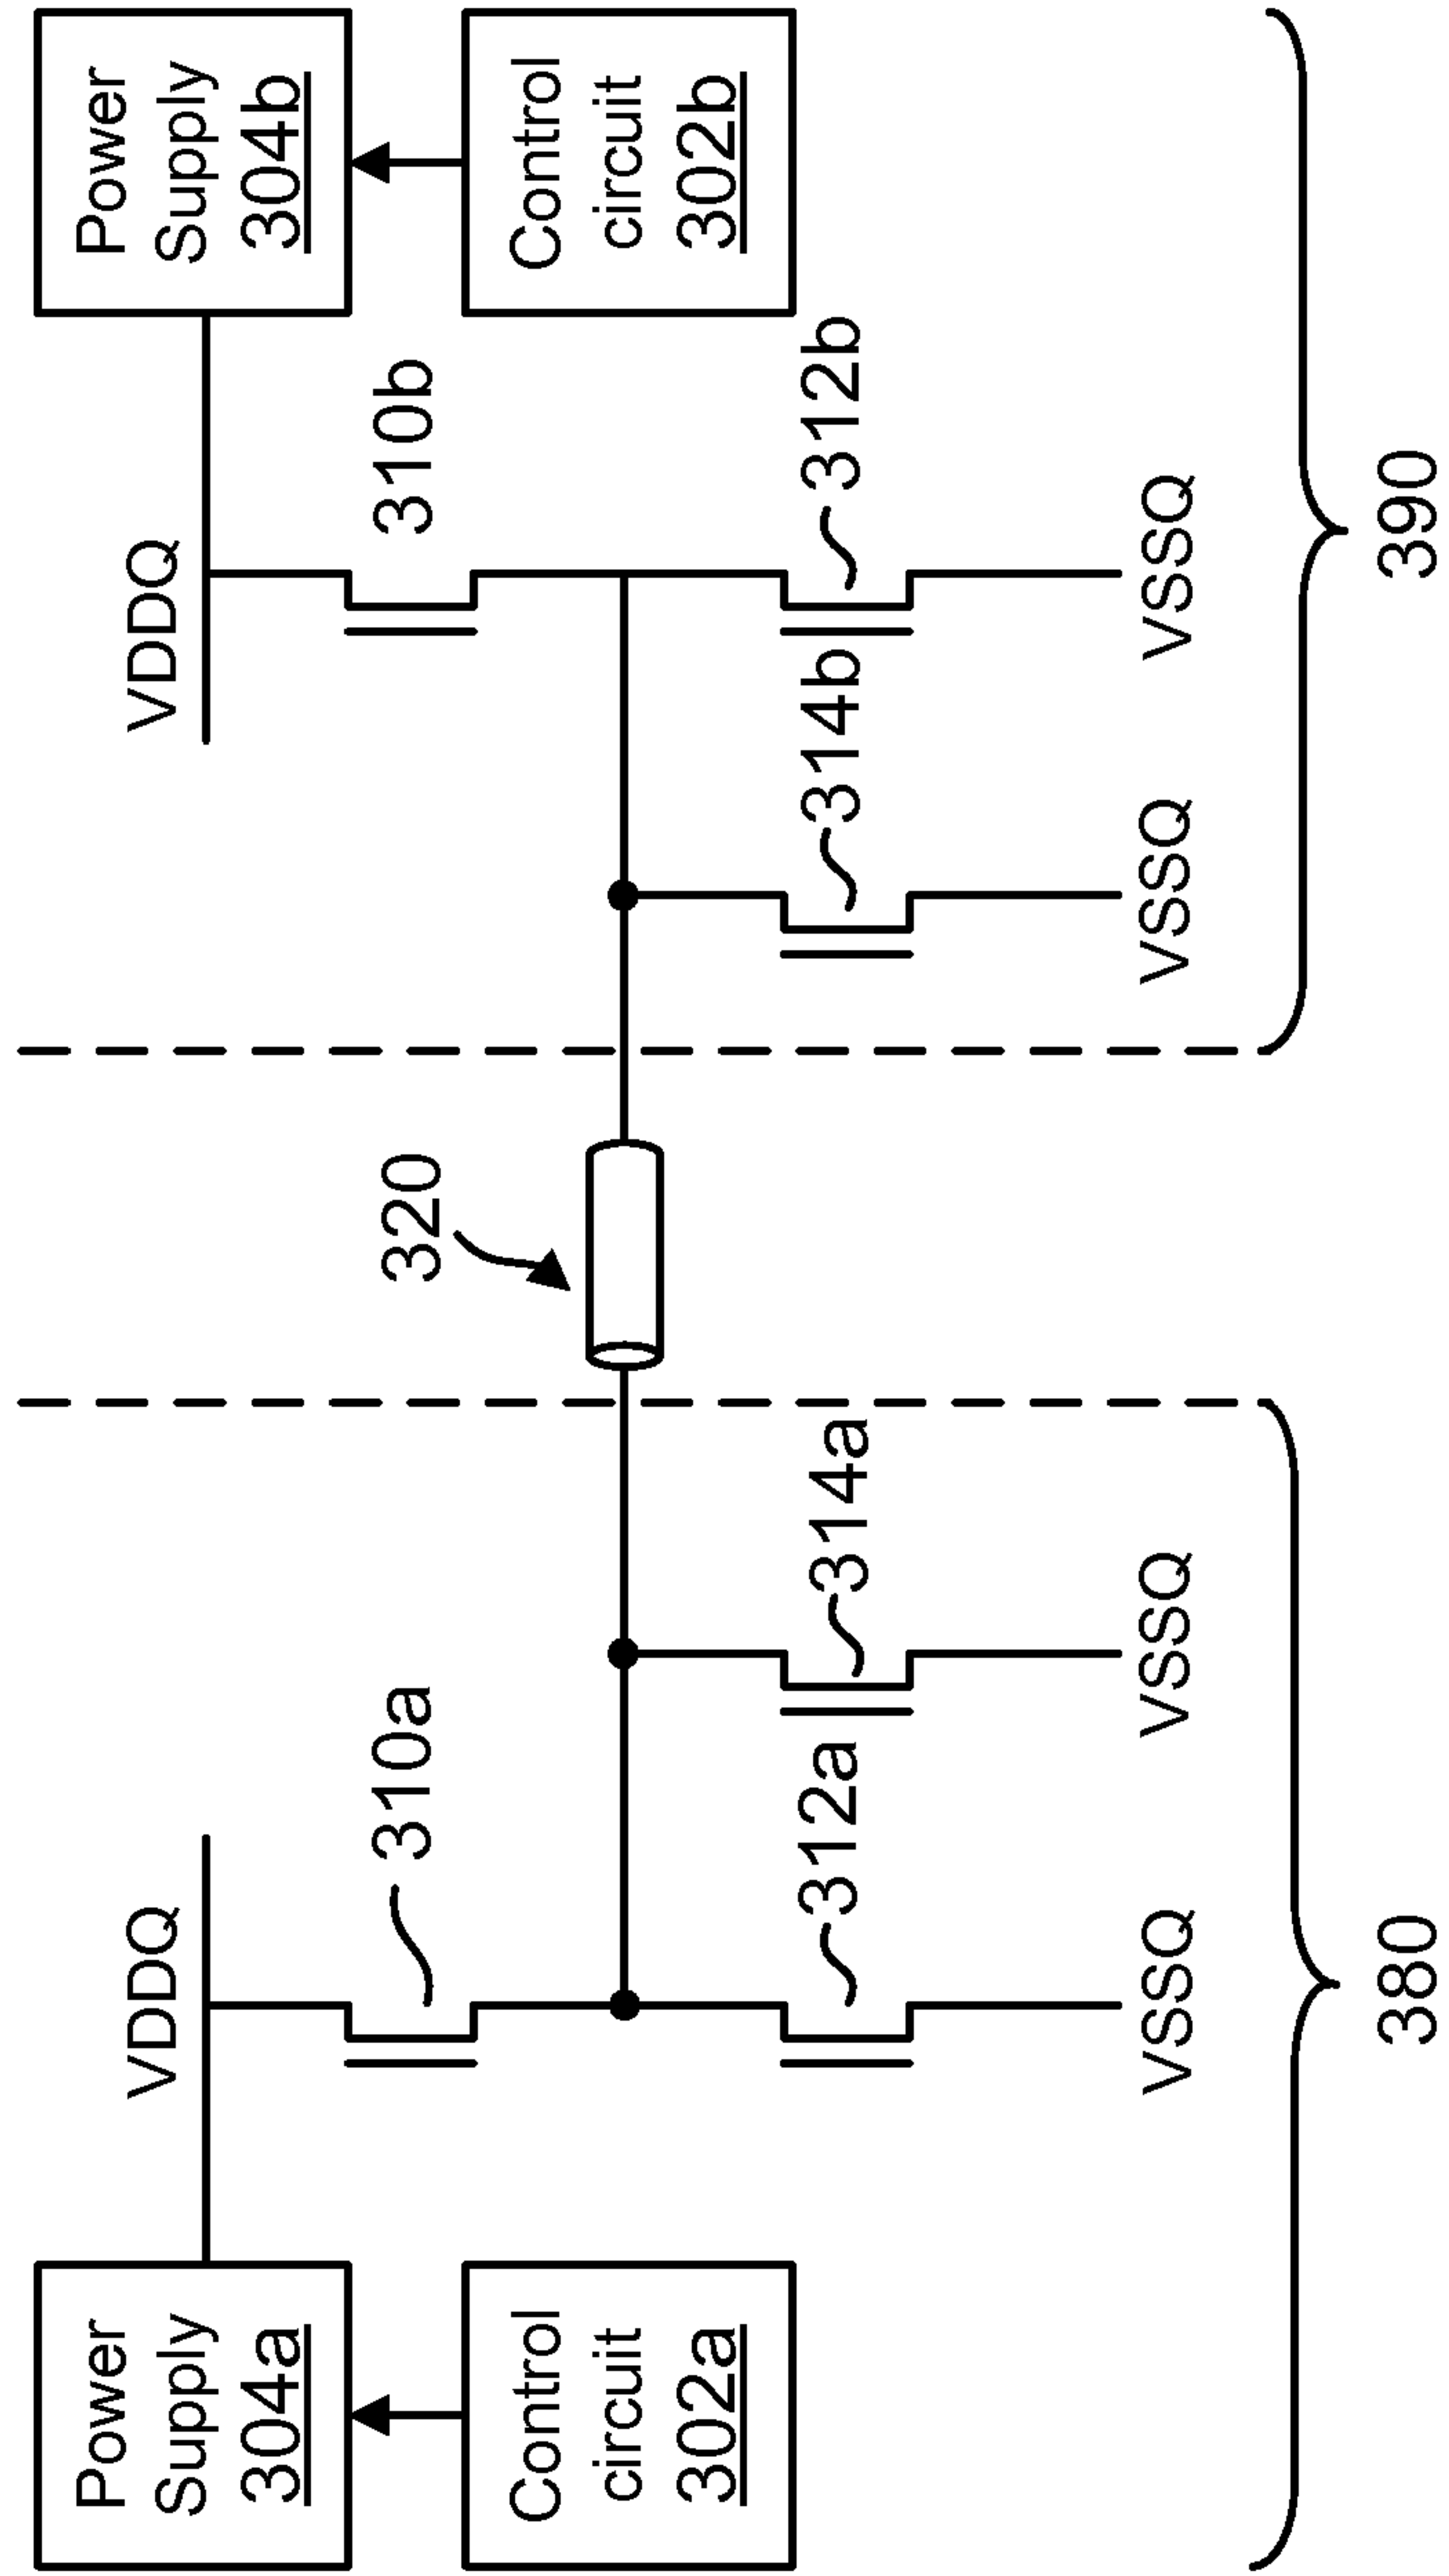 Power
Supply
304a
Control
circuit
302a
VDDQ
310a
312a
VSSQ
314a
VSSQ
380
320
VDDQ
310b
314b
VSSQ
312b
VSSQ
Power
Supply
304b
Control
circuit
302b
390